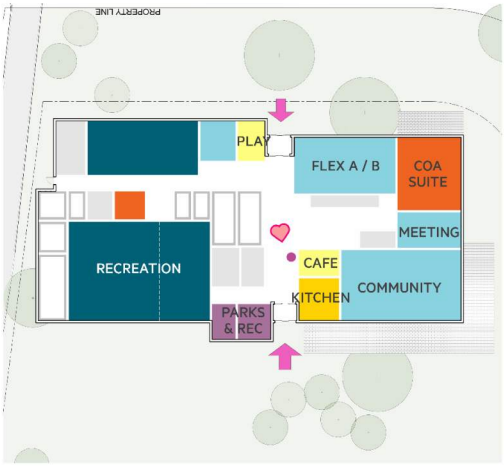 PROPERTY LINE
PLAY
FLEX A / B
COA
SUITE
MEETING
RECREATION
CAFE
KITCHEN
COMMUNITY
PARKS
& REC